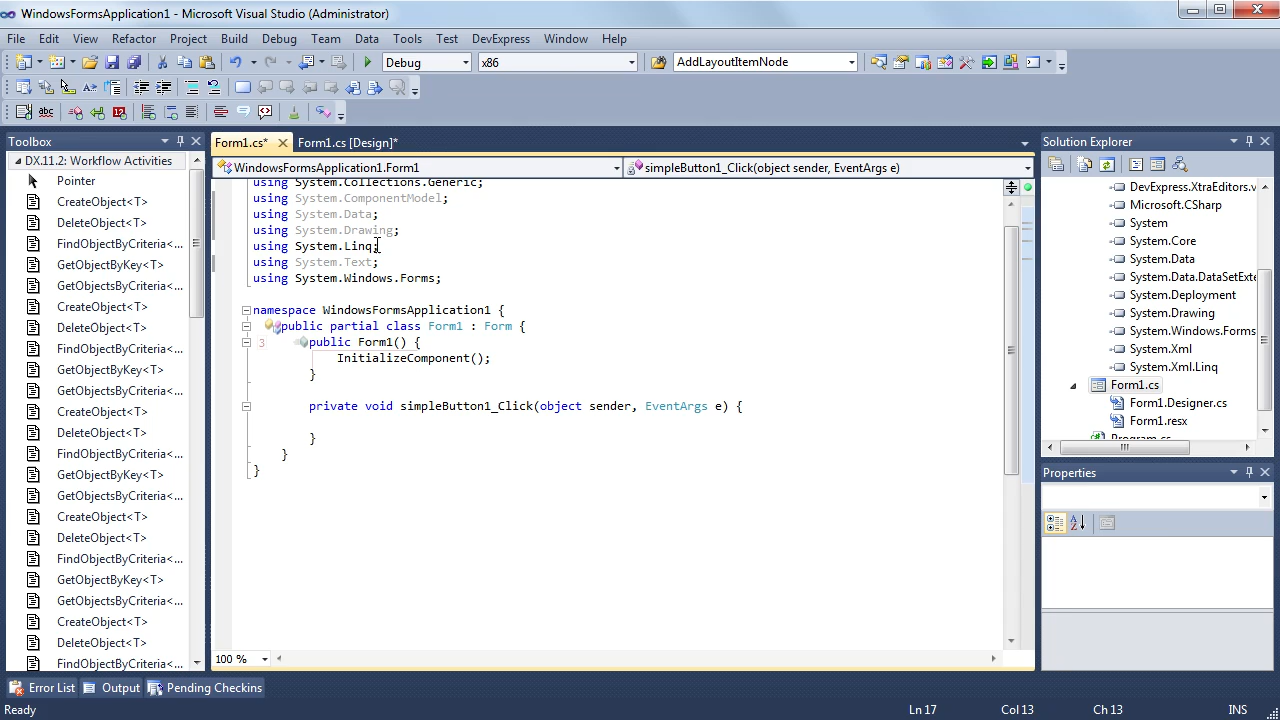 WindowsFormsApplication1 - Microsoft Visual Studio (Administrator)
File Edit View Refactor Project Build Debug Team Data Tools Test DevExpress Window Help
Debug x86 AddLayoutItemNode
Toolbox
DX.11.2: Workflow Activities
Pointer
CreateObject<T>
DeleteObject<T>
FindObjectByCriteria<...
GetObjectByKey<T>
GetObjectsByCriteria<...
CreateObject<T>
DeleteObject<T>
FindObjectByCriteria<...
GetObjectByKey<T>
GetObjectsByCriteria<...
CreateObject<T>
DeleteObject<T>
FindObjectByCriteria<...
GetObjectByKey<T>
GetObjectsByCriteria<...
CreateObject<T>
DeleteObject<T>
FindObjectByCriteria<...
GetObjectByKey<T>
GetObjectsByCriteria<...
CreateObject<T>
DeleteObject<T>
FindObjectByCriteria<...
Form1.cs* Form1.cs [Design]*
WindowsFormsApplication1.Form1 simpleButton1_Click(object sender, EventArgs e)
using System.Collections.Generic;
using System.ComponentModel;
using System.Data;
using System.Drawing;
using System.Linq;
using System.Text;
using System.Windows.Forms;
namespace WindowsFormsApplication1 {
public partial class Form1 : Form {
3 public Form1() {
InitializeComponent();
}
private void simpleButton1_Click(object sender, EventArgs e) {
}
}
}
100 %
Solution Explorer
DevExpress.XtraEditors.v
Microsoft.CSharp
System
System.Core
System.Data
System.Data.DataSetExte
System.Deployment
System.Drawing
System.Windows.Forms
System.Xml
System.Xml.Linq
Form1.cs
Form1.Designer.cs
Form1.resx
Program.cs
Properties
Error List Output Pending Checkins
Ready Ln 17 Col 13 Ch 13 INS